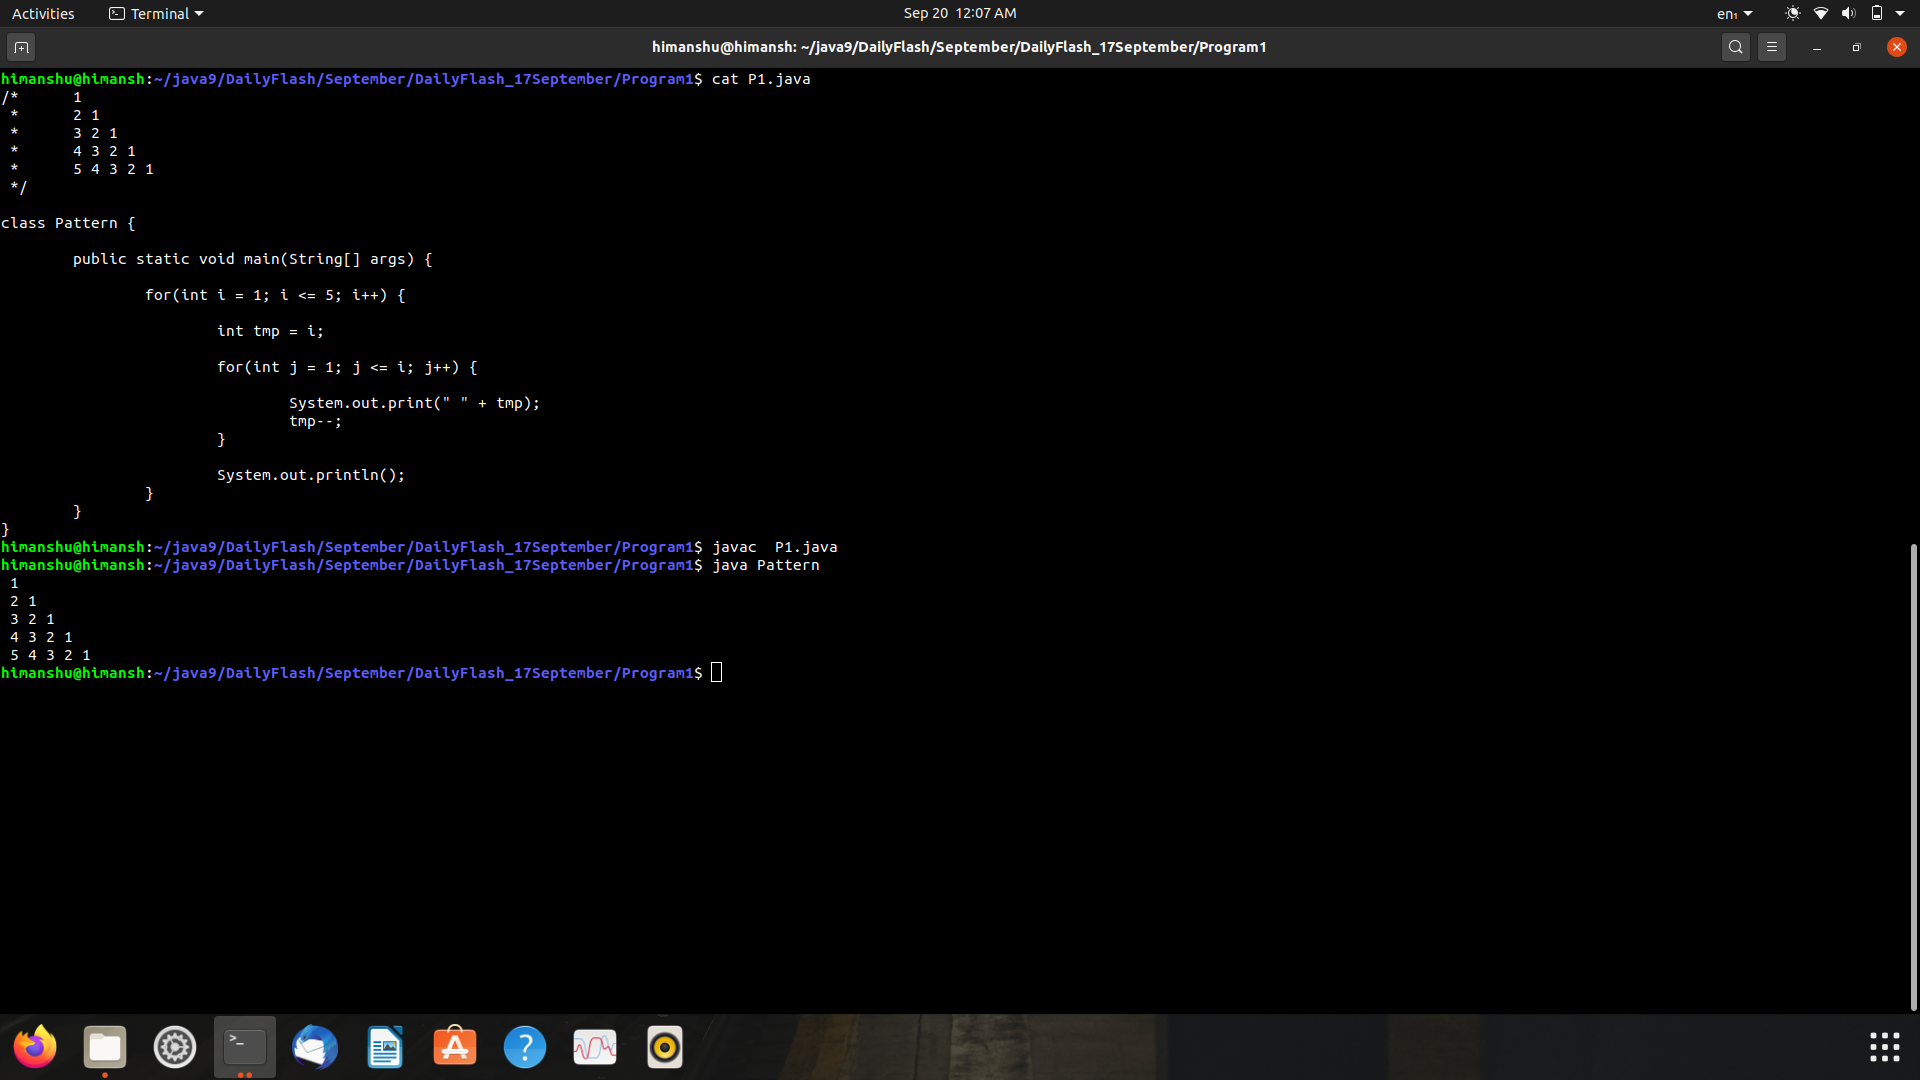 Activities Terminal Sep 20 12:07 AM en₁
himanshu@himansh: ~/java9/DailyFlash/September/DailyFlash_17September/Program1
himanshu@himansh:~/java9/DailyFlash/September/DailyFlash_17September/Program1$ cat P1.java
/*      1
 *      2 1
 *      3 2 1
 *      4 3 2 1
 *      5 4 3 2 1
 */
class Pattern {
        public static void main(String[] args) {
                for(int i = 1; i <= 5; i++) {
                        int tmp = i;
                        for(int j = 1; j <= i; j++) {
                                System.out.print(" " + tmp);
                                tmp--;
                        }
                        System.out.println();
                }
        }
}
himanshu@himansh:~/java9/DailyFlash/September/DailyFlash_17September/Program1$ javac  P1.java
himanshu@himansh:~/java9/DailyFlash/September/DailyFlash_17September/Program1$ java Pattern
 1
 2 1
 3 2 1
 4 3 2 1
 5 4 3 2 1
himanshu@himansh:~/java9/DailyFlash/September/DailyFlash_17September/Program1$